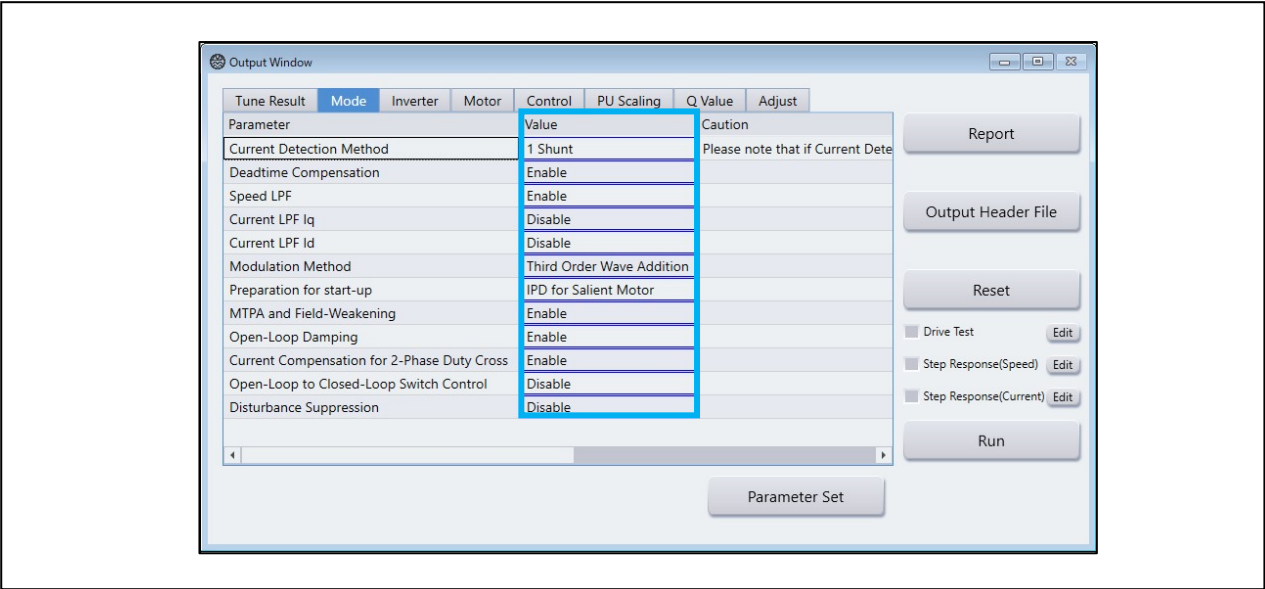 Output Window
Tune Result Mode Inverter Motor Control PU Scaling Q Value Adjust
Parameter Value Caution
Current Detection Method 1 Shunt Please note that if Current Dete
Deadtime Compensation Enable
Speed LPF Enable
Current LPF Iq Disable
Current LPF Id Disable
Modulation Method Third Order Wave Addition
Preparation for start-up IPD for Salient Motor
MTPA and Field-Weakening Enable
Open-Loop Damping Enable
Current Compensation for 2-Phase Duty Cross Enable
Open-Loop to Closed-Loop Switch Control Disable
Disturbance Suppression Disable
Report
Output Header File
Reset
Drive Test Edit
Step Response(Speed) Edit
Step Response(Current) Edit
Run
Parameter Set